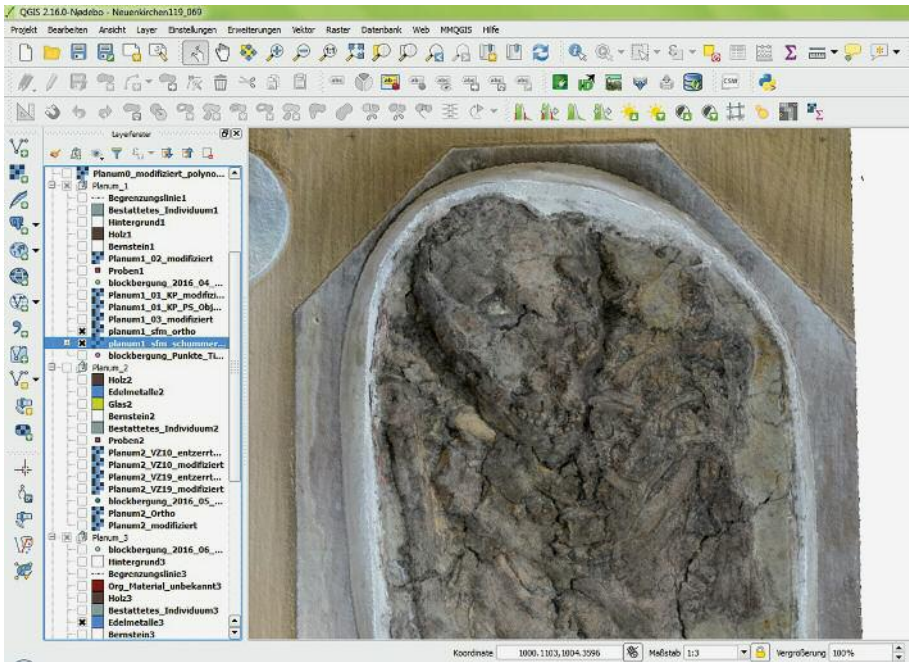 QGIS 2.16.0-Nødebo - Neuenkirchen119_069
Projekt Bearbeiten Ansicht Layer Einstellungen Erweiterungen Vektor Raster Datenbank Web MMQGIS Hilfe
Layerfenster
Planum0_modifiziert_polyno...
Planum_1
Begrenzungslinie1
Bestattetes_Individuum1
Hintergrund1
Holz1
Bernstein1
Planum1_02_modifiziert
Proben1
blockbergung_2016_04_...
Planum1_01_KP_modifizi...
Planum1_01_KP_PS_Obj...
Planum1_03_modifiziert
planum1_sfm_ortho
planum1_sfm_schummer...
blockbergung_Punkte_Ti...
Planum_2
Holz2
Edelmetalle2
Glas2
Bernstein2
Bestattetes_Individuum2
Proben2
Planum2_VZ10_entzerrt...
Planum2_VZ10_modifiziert
Planum2_VZ19_entzerrt...
Planum2_VZ19_modifiziert
blockbergung_2016_05_...
Planum2_Ortho
Planum2_modifiziert
Planum_3
blockbergung_2016_06_...
Hintergrund3
Begrenzungslinie3
Org_Material_unbekannt3
Holz3
Bestattetes_Individuum3
Edelmetalle3
Bernstein3
Koordinate 1000.1103,1004.3596 Maßstab 1:3 Vergrößerung 100%